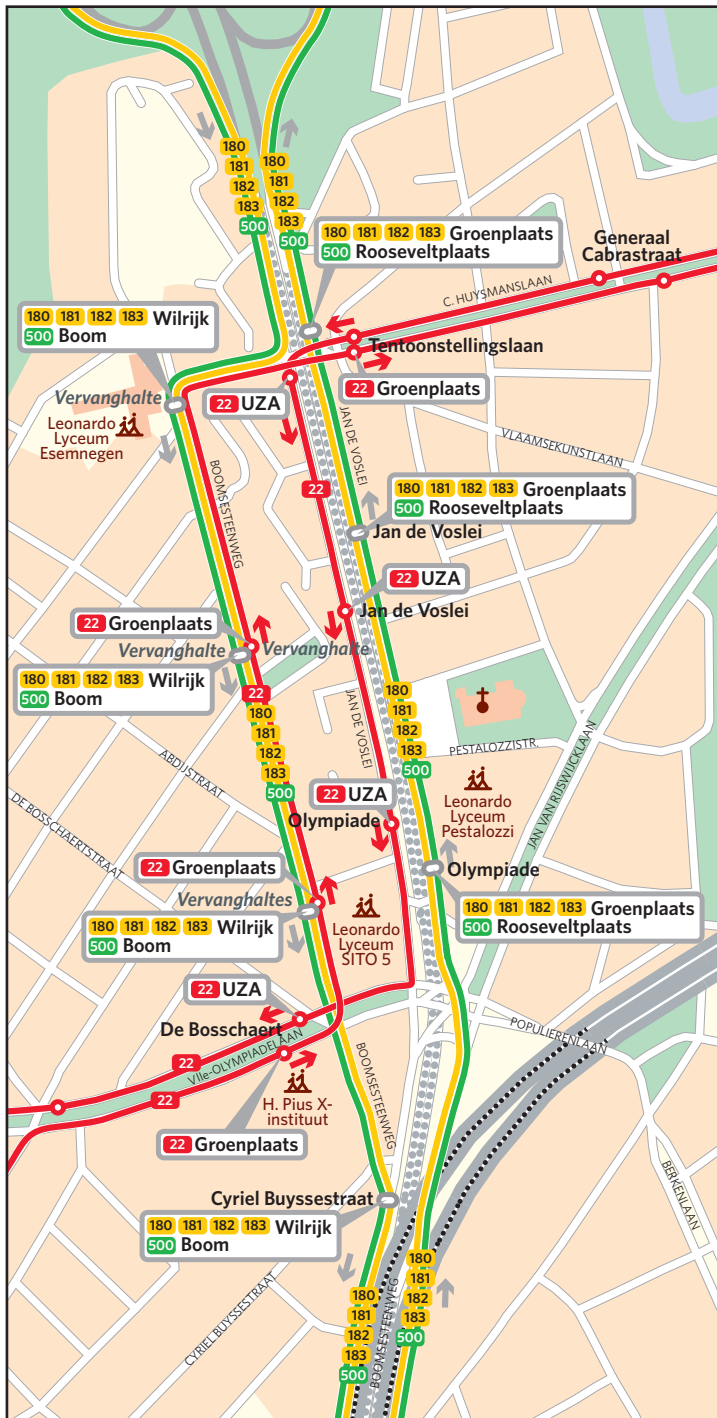 180
181
182
183
500
180
181
182
183
500
180 181 182 183 Groenplaats
500 Rooseveltplaats
Generaal
Cabrastraat
C. HUYSMANSLAAN
180 181 182 183 Wilrijk
500 Boom
Tentoonstellingslaan
22 Groenplaats
Vervanghalte
22 UZA
Leonardo
Lyceum
Esemnegen
JAN DE VOSLEI
VLAAMSEKUNSTLAAN
BOOMSESTEENWEG
22
180 181 182 183 Groenplaats
500 Rooseveltplaats
Jan de Voslei
22 UZA
Jan de Voslei
22 Groenplaats
Vervanghalte
Vervanghalte
180 181 182 183 Wilrijk
500 Boom
22
180
181
182
183
500
JAN DE VOSLEI
180
181
182
183
500
PESTALOZZISTR.
JAN VAN RIJSWIJCKLAAN
ABDIJSTRAAT
DE BOSSCHAERTSTRAAT
22 UZA
Olympiade
Leonardo
Lyceum
Pestalozzi
22 Groenplaats
Olympiade
180 181 182 183 Groenplaats
500 Rooseveltplaats
Vervanghaltes
180 181 182 183 Wilrijk
500 Boom
Leonardo
Lyceum
SITO 5
22 UZA
De Bosschaert
POPULIERENLAAN
22
VIIe-OLYMPIADELAAN
22
BOOMSESTEENWEG
H. Pius X-
instituut
22 Groenplaats
BERKENLAAN
Cyriel Buyssestraat
180 181 182 183 Wilrijk
500 Boom
CYRIEL BUYSSESTRAAT
180
181
182
183
500
BOOMSESTEENWEG
180
181
182
183
500